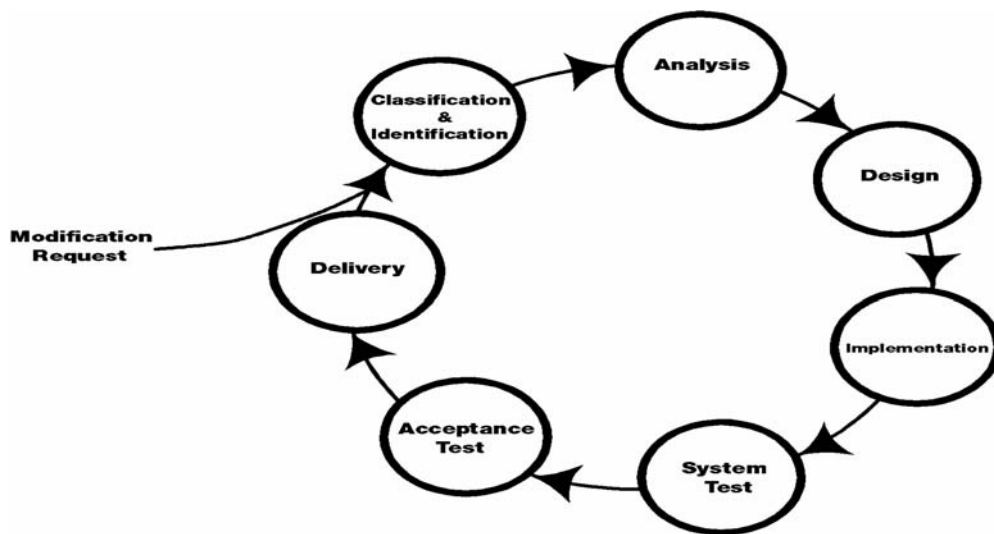 Analysis
Classification
&
Identification
Design
Modification
Request
Delivery
Implementation
Acceptance
Test
System
Test